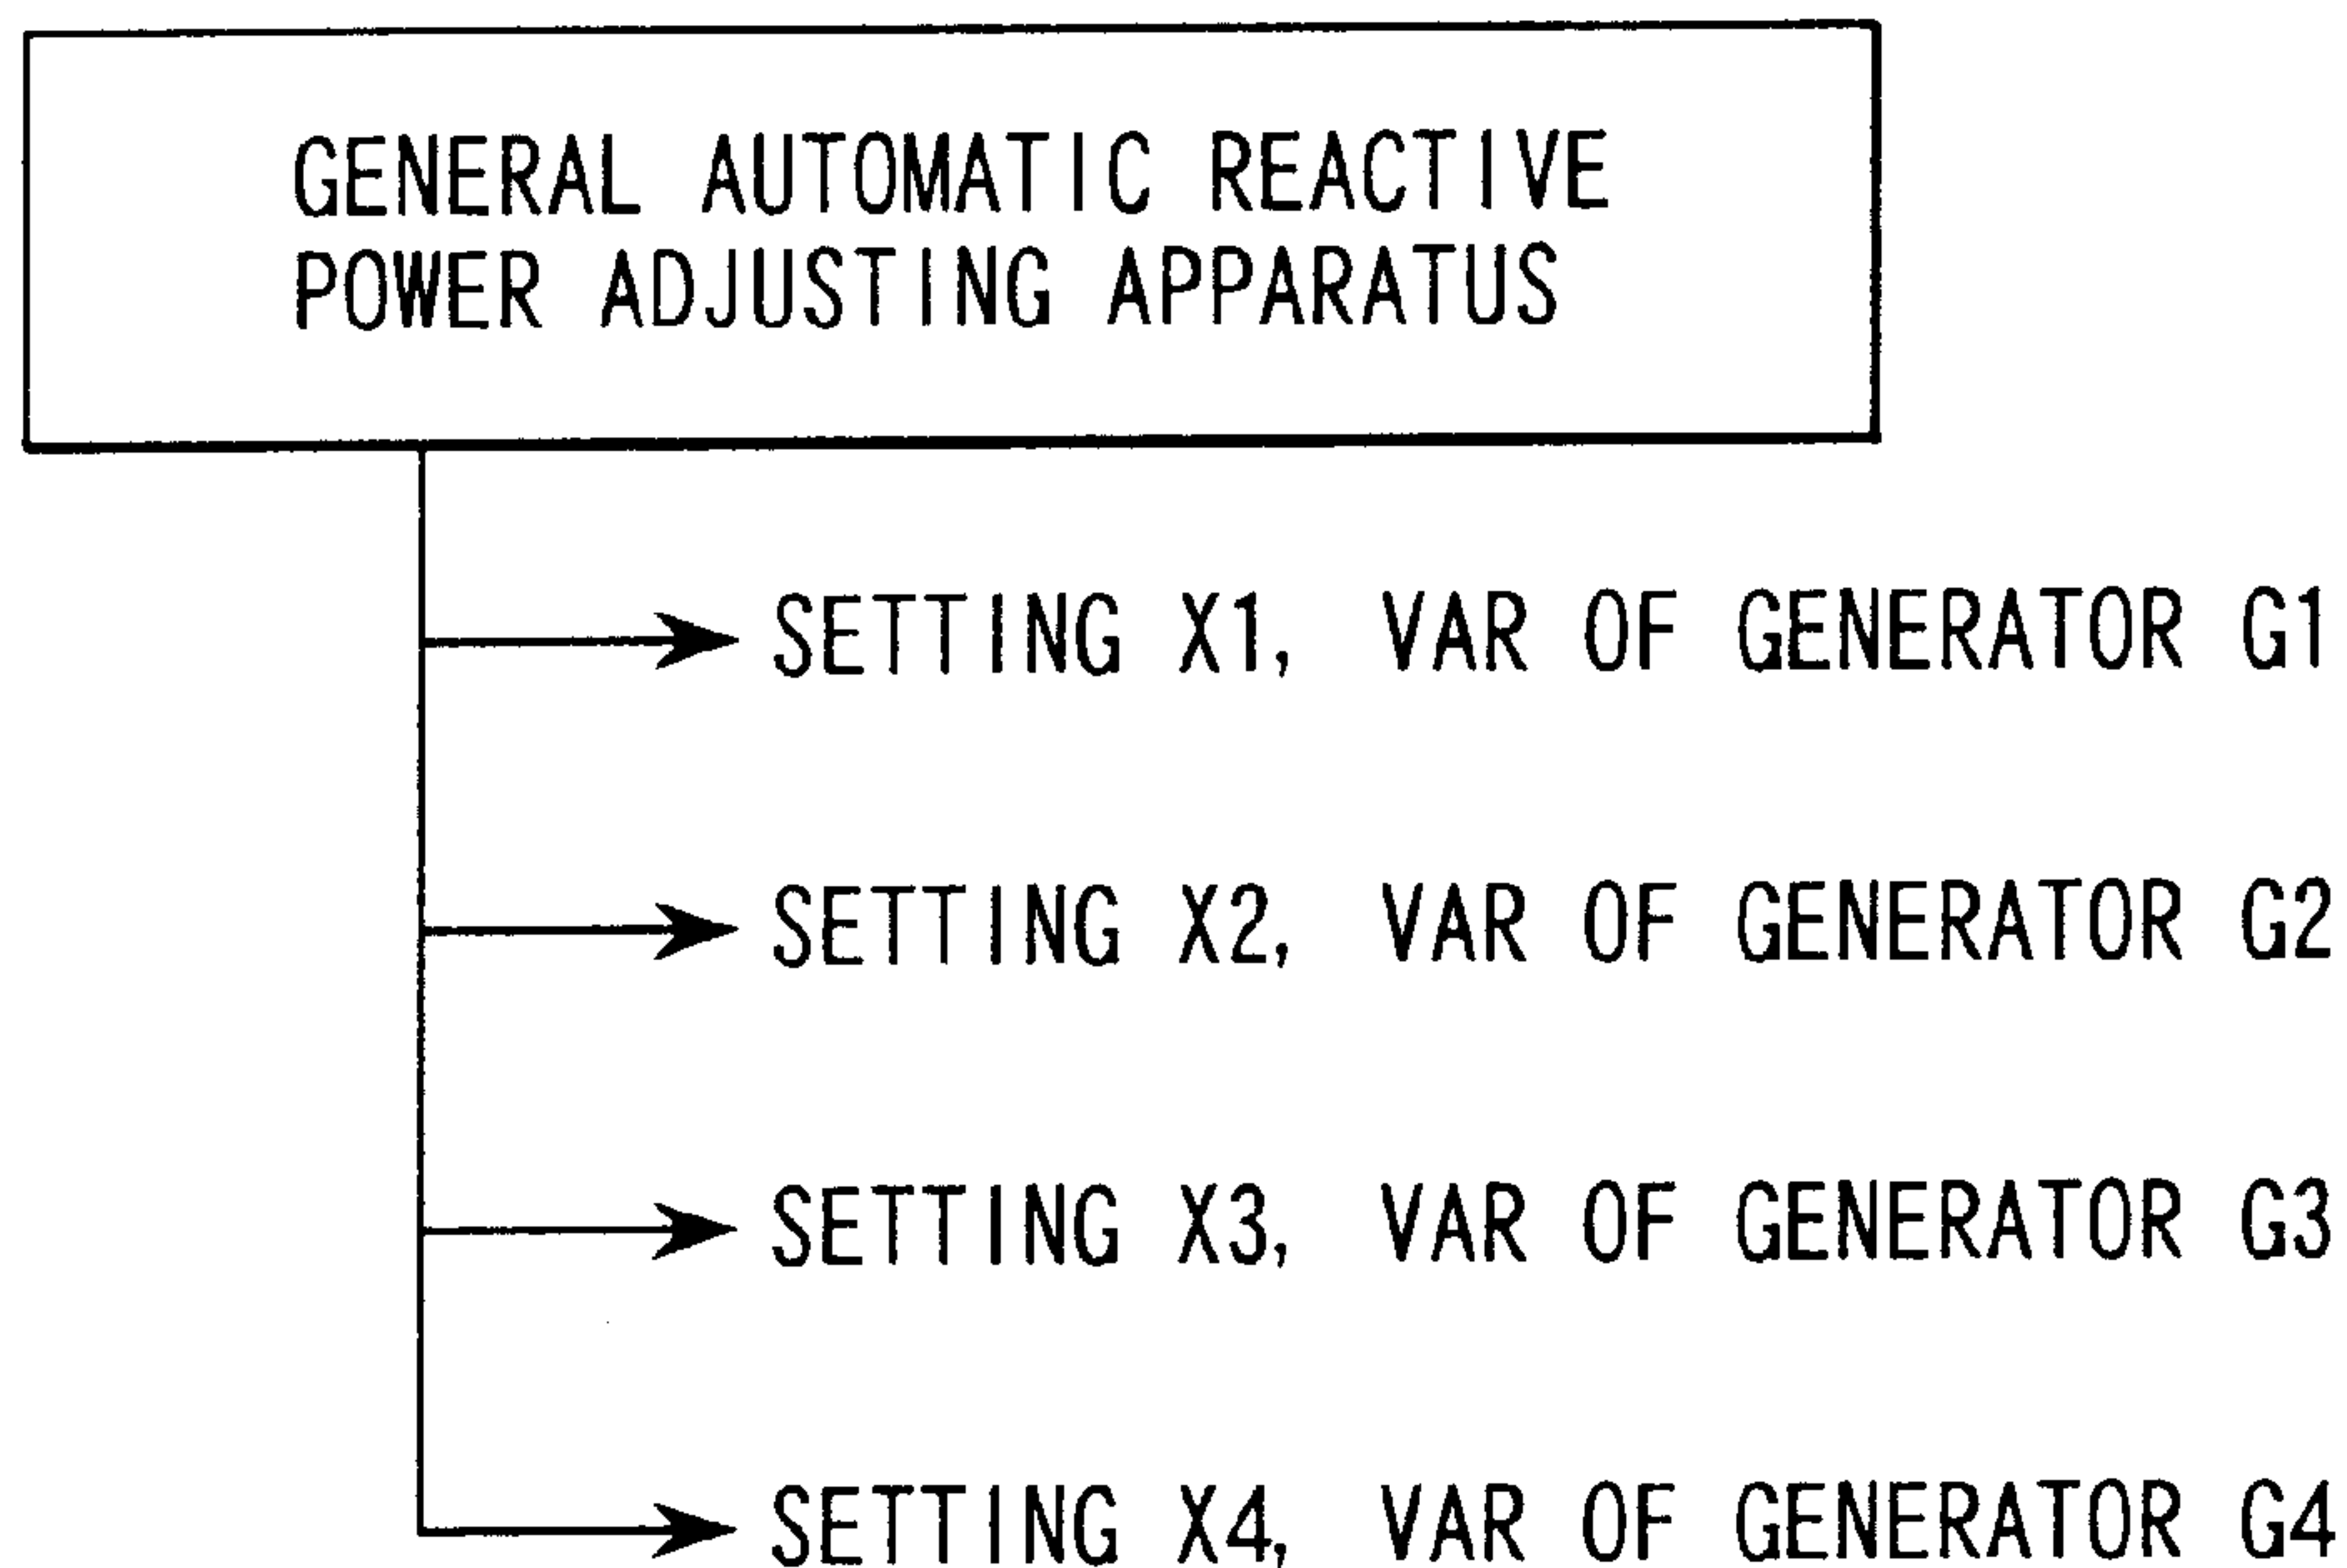 GENERAL AUTOMATIC REACTIVE
POWER ADJUSTING APPARATUS
SETTING X1, VAR OF GENERATOR G1
SETTING X2, VAR OF GENERATOR G2
SETTING X3, VAR OF GENERATOR G3
SETTING X4, VAR OF GENERATOR G4